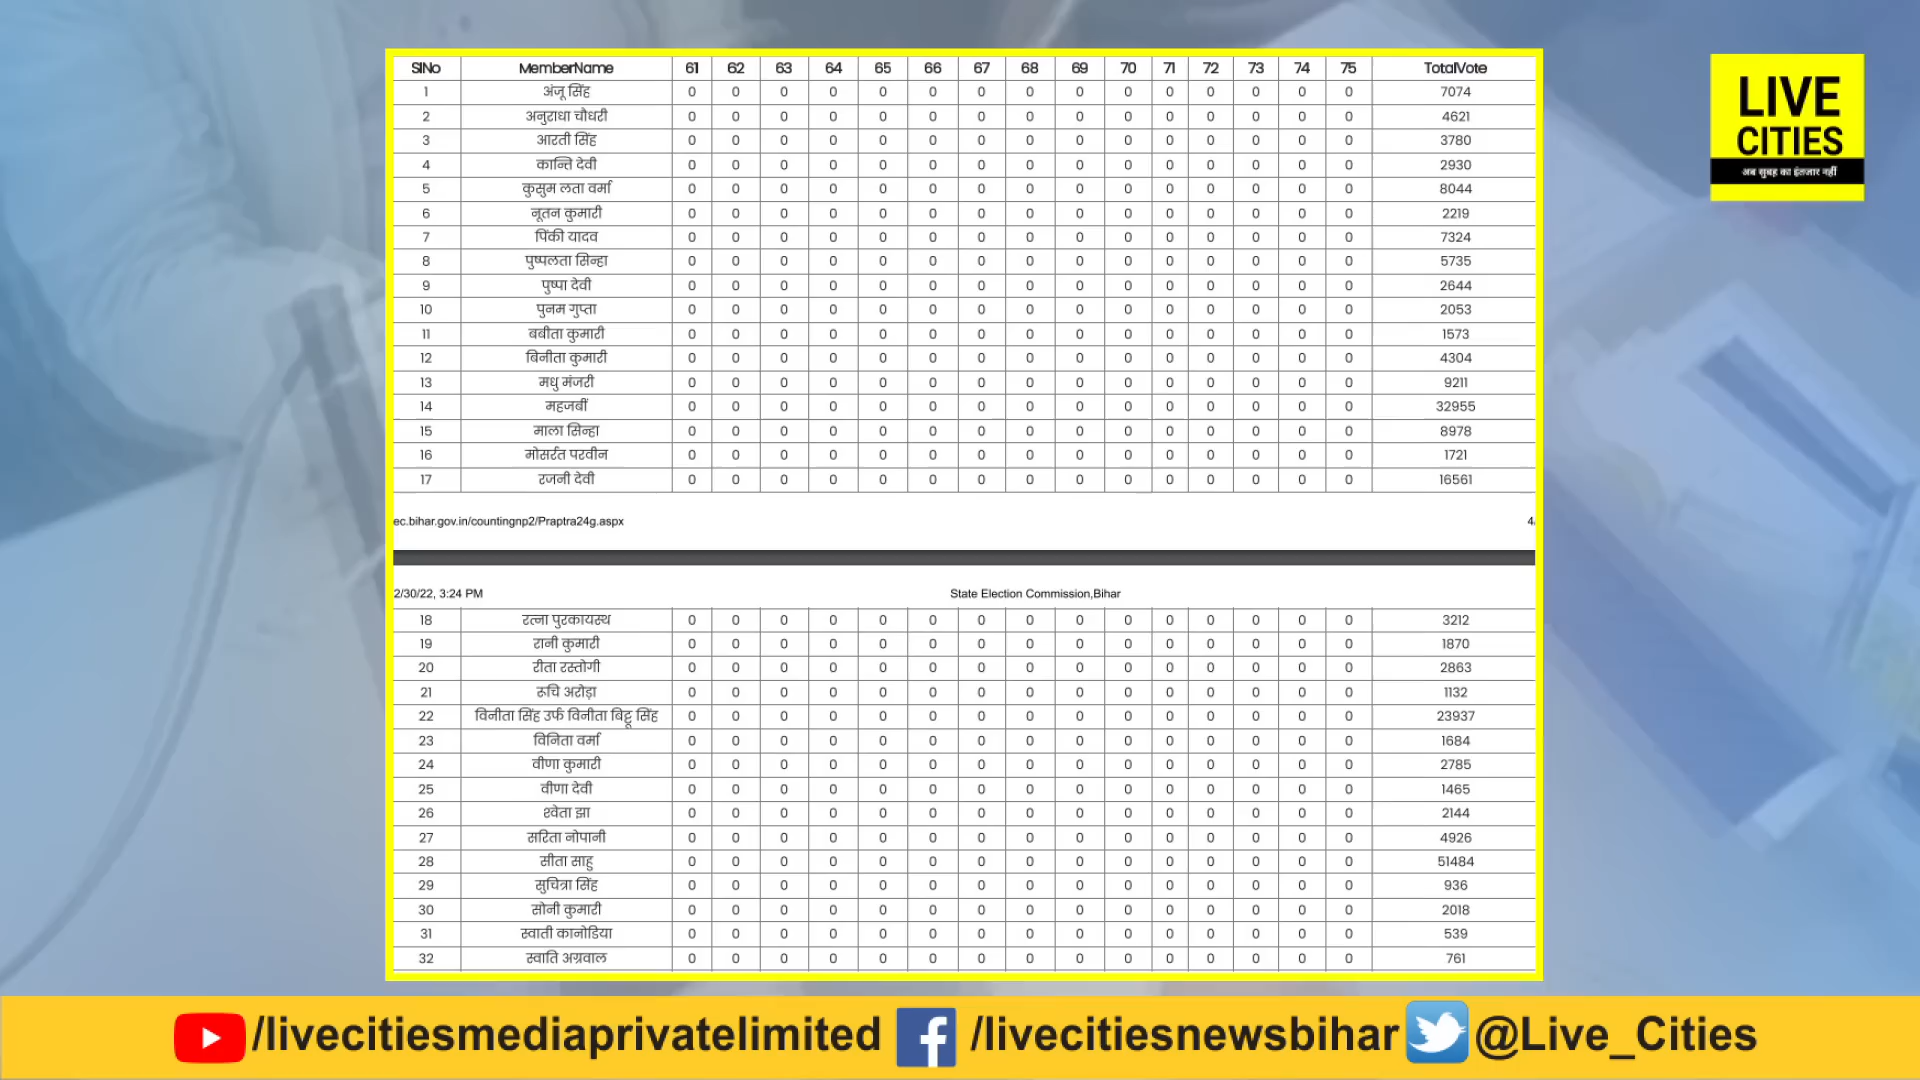 SlNo MemberName 61 62 63 64 65 66 67 68 69 70 71 72 73 74 75 TotalVote
1 अंजू सिंह 0 0 0 0 0 0 0 0 0 0 0 0 0 0 0 7074
2 अनुराधा चौधरी 0 0 0 0 0 0 0 0 0 0 0 0 0 0 0 4621
3 आरती सिंह 0 0 0 0 0 0 0 0 0 0 0 0 0 0 0 3780
4 कान्ति देवी 0 0 0 0 0 0 0 0 0 0 0 0 0 0 0 2930
5 कुसुम लता वर्मा 0 0 0 0 0 0 0 0 0 0 0 0 0 0 0 8044
6 नूतन कुमारी 0 0 0 0 0 0 0 0 0 0 0 0 0 0 0 2219
7 पिंकी यादव 0 0 0 0 0 0 0 0 0 0 0 0 0 0 0 7324
8 पुष्पलता सिन्हा 0 0 0 0 0 0 0 0 0 0 0 0 0 0 0 5735
9 पुष्पा देवी 0 0 0 0 0 0 0 0 0 0 0 0 0 0 0 2644
10 पुनम गुप्ता 0 0 0 0 0 0 0 0 0 0 0 0 0 0 0 2053
11 बबीता कुमारी 0 0 0 0 0 0 0 0 0 0 0 0 0 0 0 1573
12 बिनीता कुमारी 0 0 0 0 0 0 0 0 0 0 0 0 0 0 0 4304
13 मधु मंजरी 0 0 0 0 0 0 0 0 0 0 0 0 0 0 0 9211
14 महजबीं 0 0 0 0 0 0 0 0 0 0 0 0 0 0 0 32955
15 माला सिन्हा 0 0 0 0 0 0 0 0 0 0 0 0 0 0 0 8978
16 मोसर्रत परवीन 0 0 0 0 0 0 0 0 0 0 0 0 0 0 0 1721
17 रजनी देवी 0 0 0 0 0 0 0 0 0 0 0 0 0 0 0 16561
ec.bihar.gov.in/countingnp2/Praptra24g.aspx 4
2/30/22, 3:24 PM State Election Commission,Bihar
18 रत्ना पुरकायस्थ 0 0 0 0 0 0 0 0 0 0 0 0 0 0 0 3212
19 रानी कुमारी 0 0 0 0 0 0 0 0 0 0 0 0 0 0 0 1870
20 रीता रस्तोगी 0 0 0 0 0 0 0 0 0 0 0 0 0 0 0 2863
21 रूचि अरोड़ा 0 0 0 0 0 0 0 0 0 0 0 0 0 0 0 1132
22 विनीता सिंह उर्फ विनीता बिट्टू सिंह 0 0 0 0 0 0 0 0 0 0 0 0 0 0 0 23937
23 विनिता वर्मा 0 0 0 0 0 0 0 0 0 0 0 0 0 0 0 1684
24 वीणा कुमारी 0 0 0 0 0 0 0 0 0 0 0 0 0 0 0 2785
25 वीणा देवी 0 0 0 0 0 0 0 0 0 0 0 0 0 0 0 1465
26 श्वेता झा 0 0 0 0 0 0 0 0 0 0 0 0 0 0 0 2144
27 सरिता नोपानी 0 0 0 0 0 0 0 0 0 0 0 0 0 0 0 4926
28 सीता साहु 0 0 0 0 0 0 0 0 0 0 0 0 0 0 0 51484
29 सुचित्रा सिंह 0 0 0 0 0 0 0 0 0 0 0 0 0 0 0 936
30 सोनी कुमारी 0 0 0 0 0 0 0 0 0 0 0 0 0 0 0 2018
31 स्वाती कानोडिया 0 0 0 0 0 0 0 0 0 0 0 0 0 0 0 539
32 स्वाति अग्रवाल 0 0 0 0 0 0 0 0 0 0 0 0 0 0 0 761
LIVE
CITIES
अब सुबह का इंतजार नहीं
/livecitiesmediaprivatelimited /livecitiesnewsbihar @Live_Cities